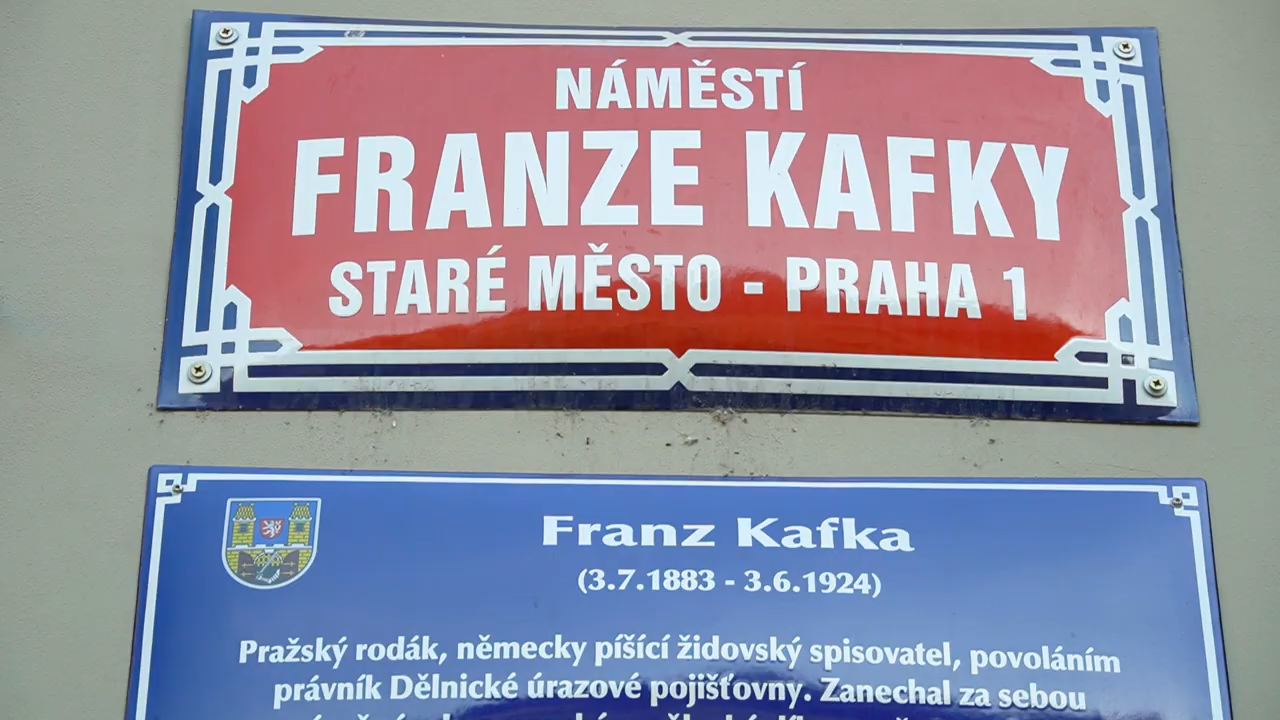 NÁMĚSTÍ
FRANZE KAFKY
STARÉ MĚSTO - PRAHA 1
Franz Kafka
(3.7.1883 - 3.6.1924)
Pražský rodák, německy píšící židovský spisovatel, povoláním
právník Dělnické úrazové pojišťovny. Zanechal za sebou